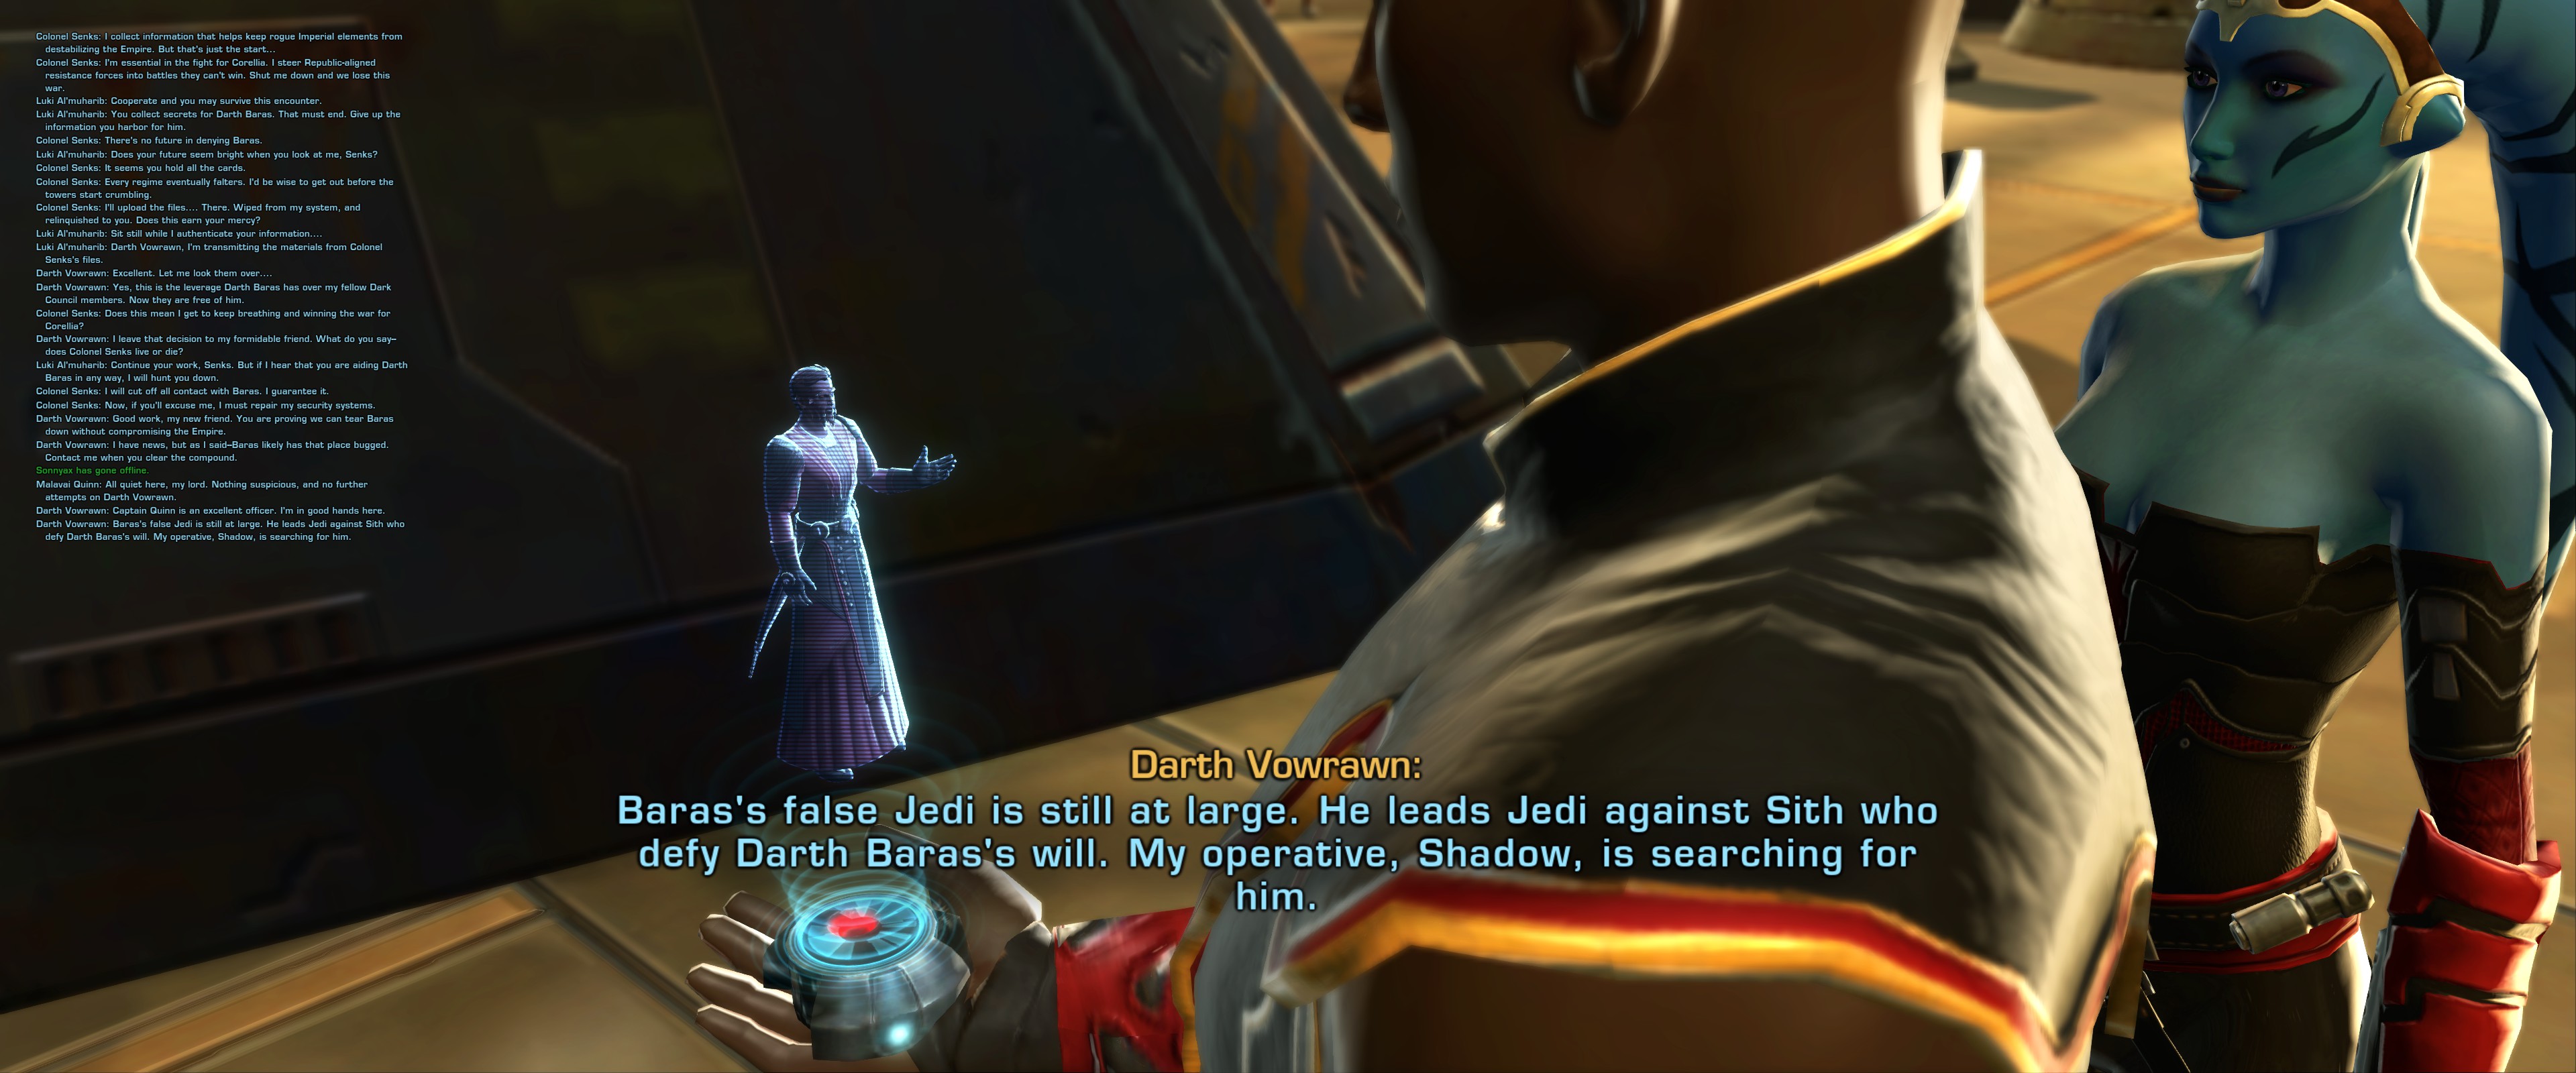 Colonel Senks: I collect information that helps keep rogue Imperial elements from
destabilizing the Empire. But that's just the start...
Colonel Senks: I'm essential in the fight for Corellia. I steer Republic-aligned
resistance forces into battles they can't win. Shut me down and we lose this
war.
Luki Al'muharib: Cooperate and you may survive this encounter.
Luki Al'muharib: You collect secrets for Darth Baras. That must end. Give up the
information you harbor for him.
Colonel Senks: There's no future in denying Baras.
Luki Al'muharib: Does your future seem bright when you look at me, Senks?
Colonel Senks: It seems you hold all the cards.
Colonel Senks: Every regime eventually falters. I'd be wise to get out before the
towers start crumbling.
Colonel Senks: I'll upload the files.... There. Wiped from my system, and
relinquished to you. Does this earn your mercy?
Luki Al'muharib: Sit still while I authenticate your information....
Luki Al'muharib: Darth Vowrawn, I'm transmitting the materials from Colonel
Senks's files.
Darth Vowrawn: Excellent. Let me look them over....
Darth Vowrawn: Yes, this is the leverage Darth Baras has over my fellow Dark
Council members. Now they are free of him.
Colonel Senks: Does this mean I get to keep breathing and winning the war for
Corellia?
Darth Vowrawn: I leave that decision to my formidable friend. What do you say–
does Colonel Senks live or die?
Luki Al'muharib: Continue your work, Senks. But if I hear that you are aiding Darth
Baras in any way, I will hunt you down.
Colonel Senks: I will cut off all contact with Baras. I guarantee it.
Colonel Senks: Now, if you'll excuse me, I must repair my security systems.
Darth Vowrawn: Good work, my new friend. You are proving we can tear Baras
down without compromising the Empire.
Darth Vowrawn: I have news, but as I said–Baras likely has that place bugged.
Contact me when you clear the compound.
Sonnyax has gone offline.
Malavai Quinn: All quiet here, my lord. Nothing suspicious, and no further
attempts on Darth Vowrawn.
Darth Vowrawn: Captain Quinn is an excellent officer. I'm in good hands here.
Darth Vowrawn: Baras's false Jedi is still at large. He leads Jedi against Sith who
defy Darth Baras's will. My operative, Shadow, is searching for him.
Darth Vowrawn:
Baras's false Jedi is still at large. He leads Jedi against Sith who
defy Darth Baras's will. My operative, Shadow, is searching for
him.